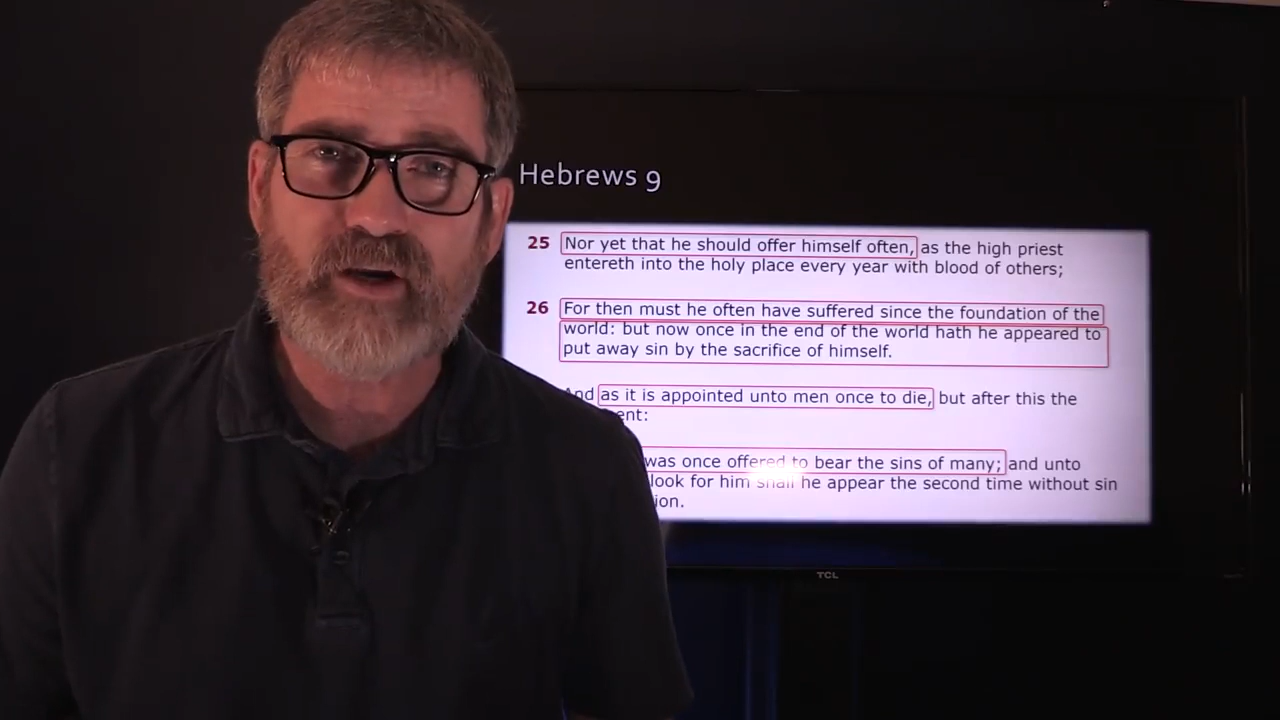 Hebrews 9
25 Nor yet that he should offer himself often, as the high priest
entereth into the holy place every year with blood of others;
26 For then must he often have suffered since the foundation of the
world: but now once in the end of the world hath he appeared to
put away sin by the sacrifice of himself.
And as it is appointed unto men once to die, but after this the
ent:
was once offered to bear the sins of many; and unto
look for him shall he appear the second time without sin
ion.
TCL